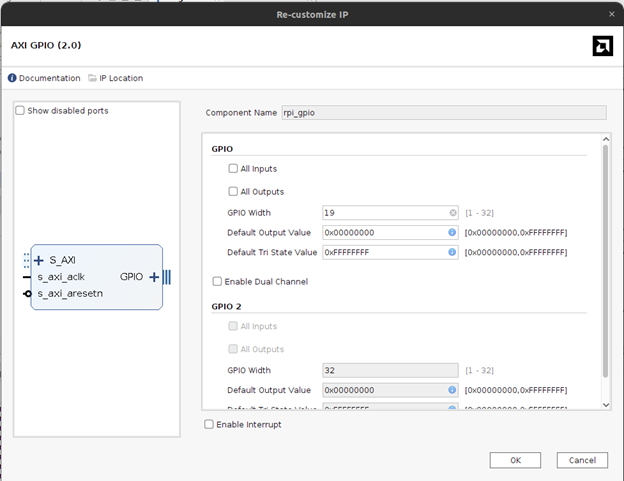 Re-customize IP
AXI GPIO (2.0)
Documentation IP Location
Show disabled ports
S_AXI
s_axi_aclk GPIO
s_axi_aresetn
Component Name rpi_gpio
GPIO
All Inputs
All Outputs
GPIO Width 19 [1 - 32]
Default Output Value 0x00000000 [0x00000000,0xFFFFFFFF]
Default Tri State Value 0xFFFFFFFF [0x00000000,0xFFFFFFFF]
Enable Dual Channel
GPIO 2
All Inputs
All Outputs
GPIO Width 32 [1 - 32]
Default Output Value 0x00000000 [0x00000000,0xFFFFFFFF]
Default Tri State Value 0xFFFFFFFF [0x00000000,0xFFFFFFFF]
Enable Interrupt
OK Cancel